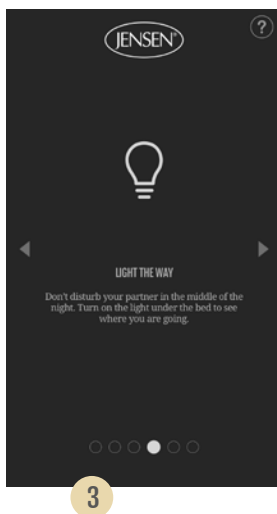 JENSEN®
?
LIGHT THE WAY
Don't disturb your partner in the middle of the
night. Turn on the light under the bed to see
where you are going.
3